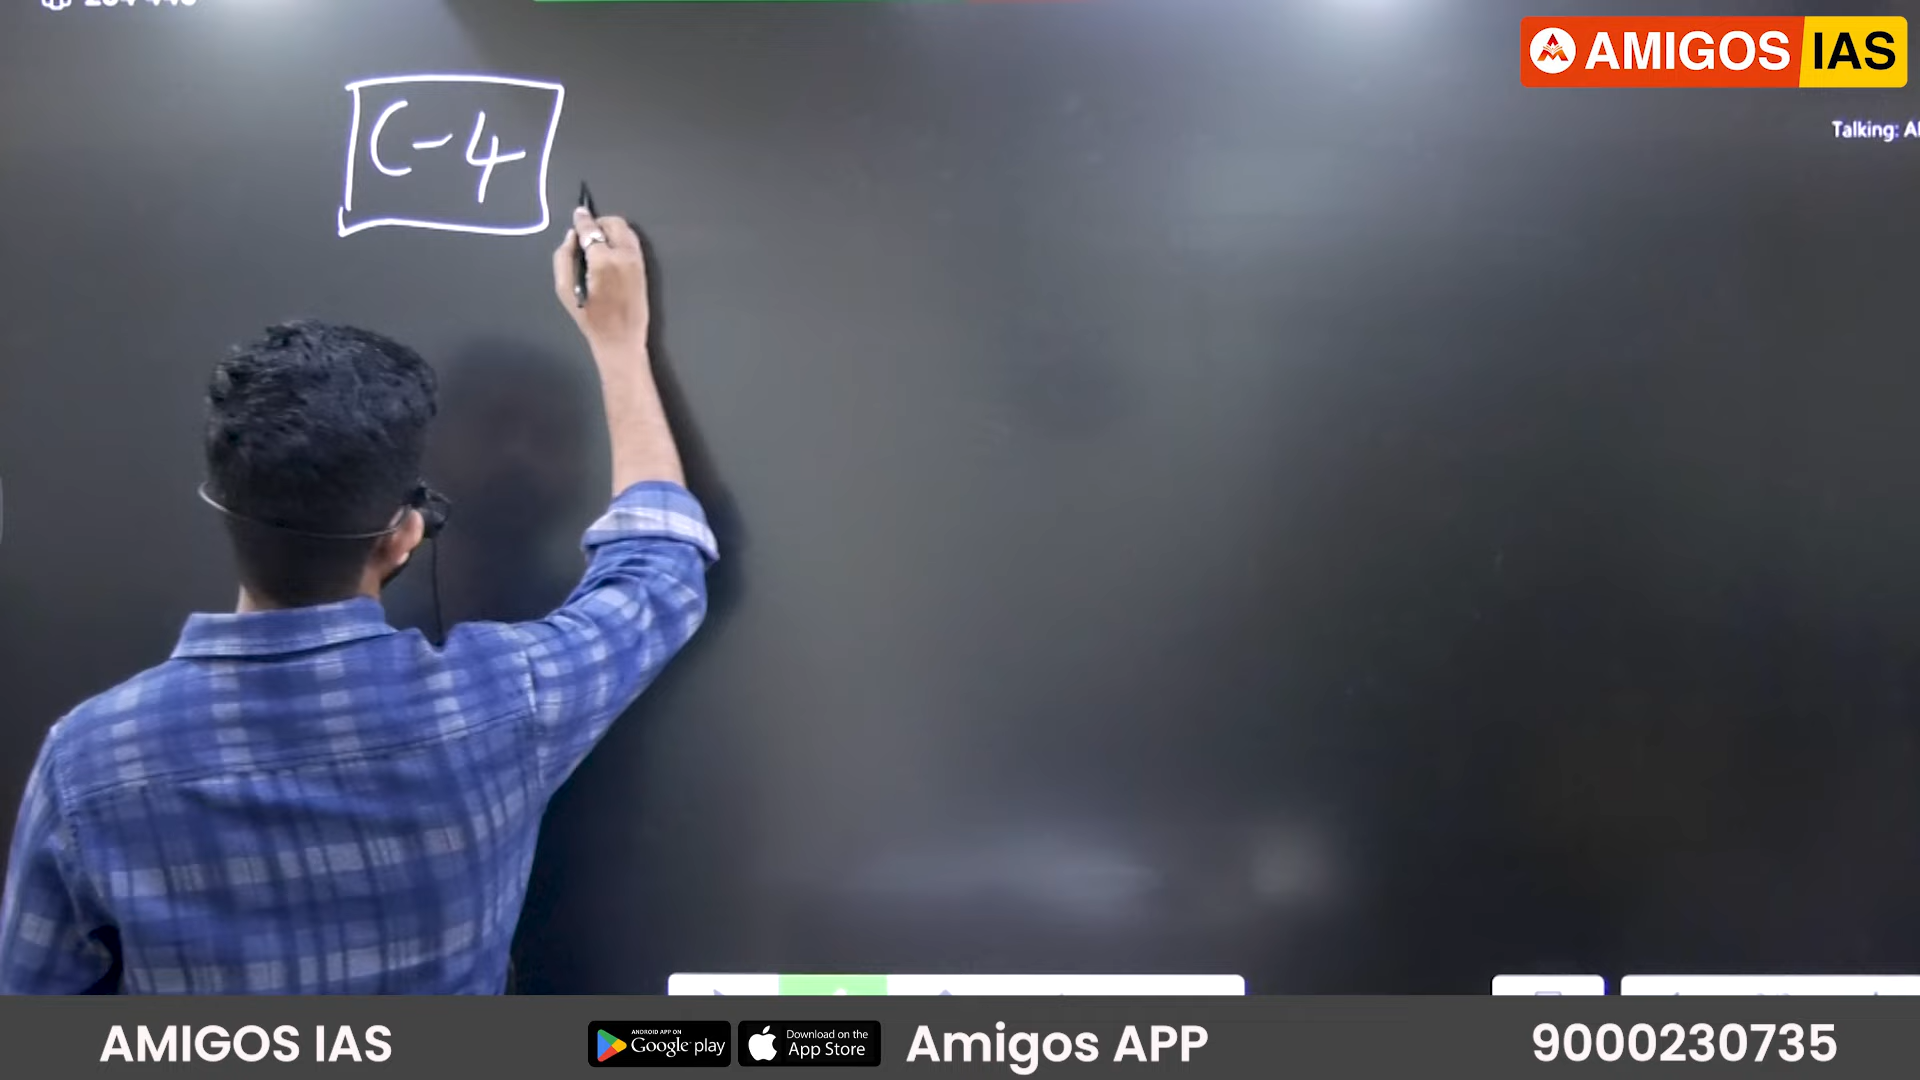 AMIGOS IAS
Talking:
C-4
AMIGOS IAS
ANDROID APP ON
Google play
Download on the
App Store
Amigos APP
9000230735